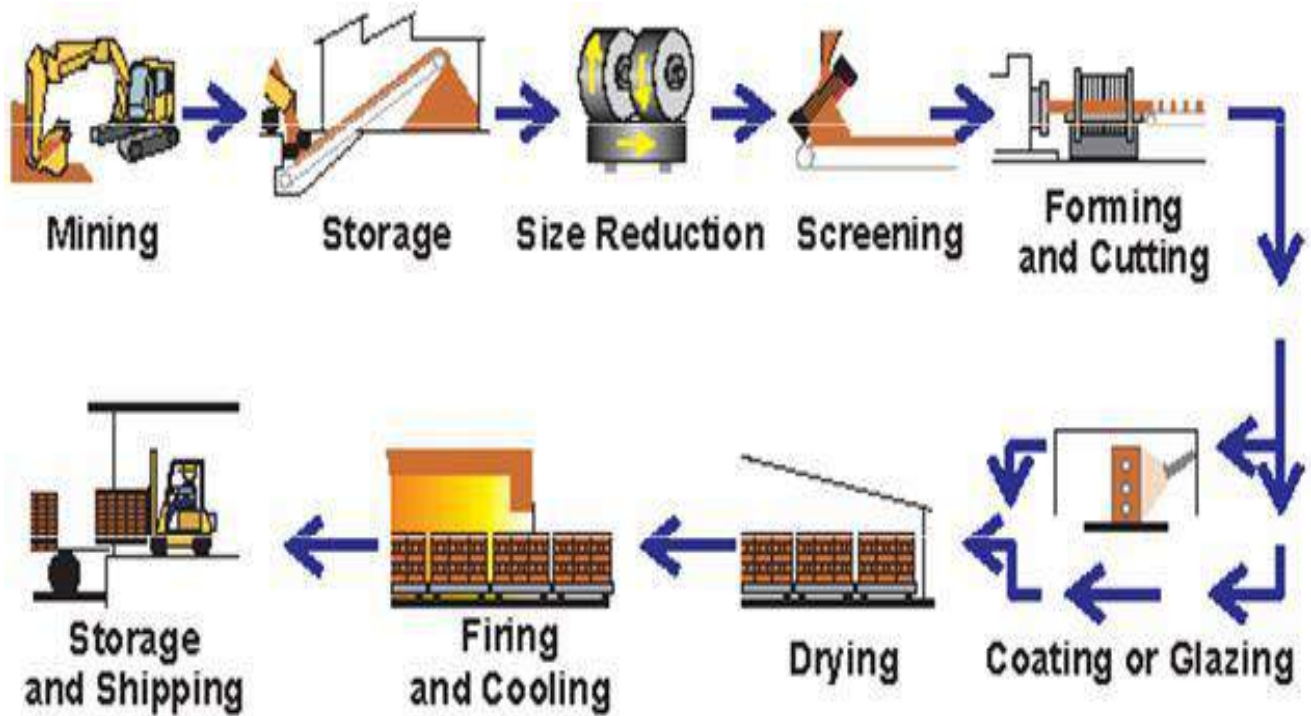 Mining
Storage
Size Reduction
Screening
Forming
and Cutting
Storage
and Shipping
Firing
and Cooling
Drying
Coating or Glazing